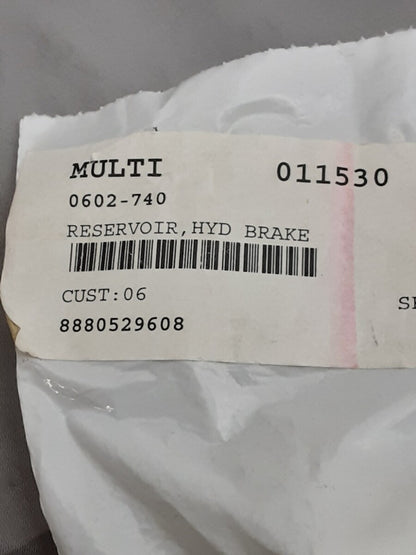 MULTI 011530
0602-740
RESERVOIR,HYD BRAKE
CUST:06
8880529608